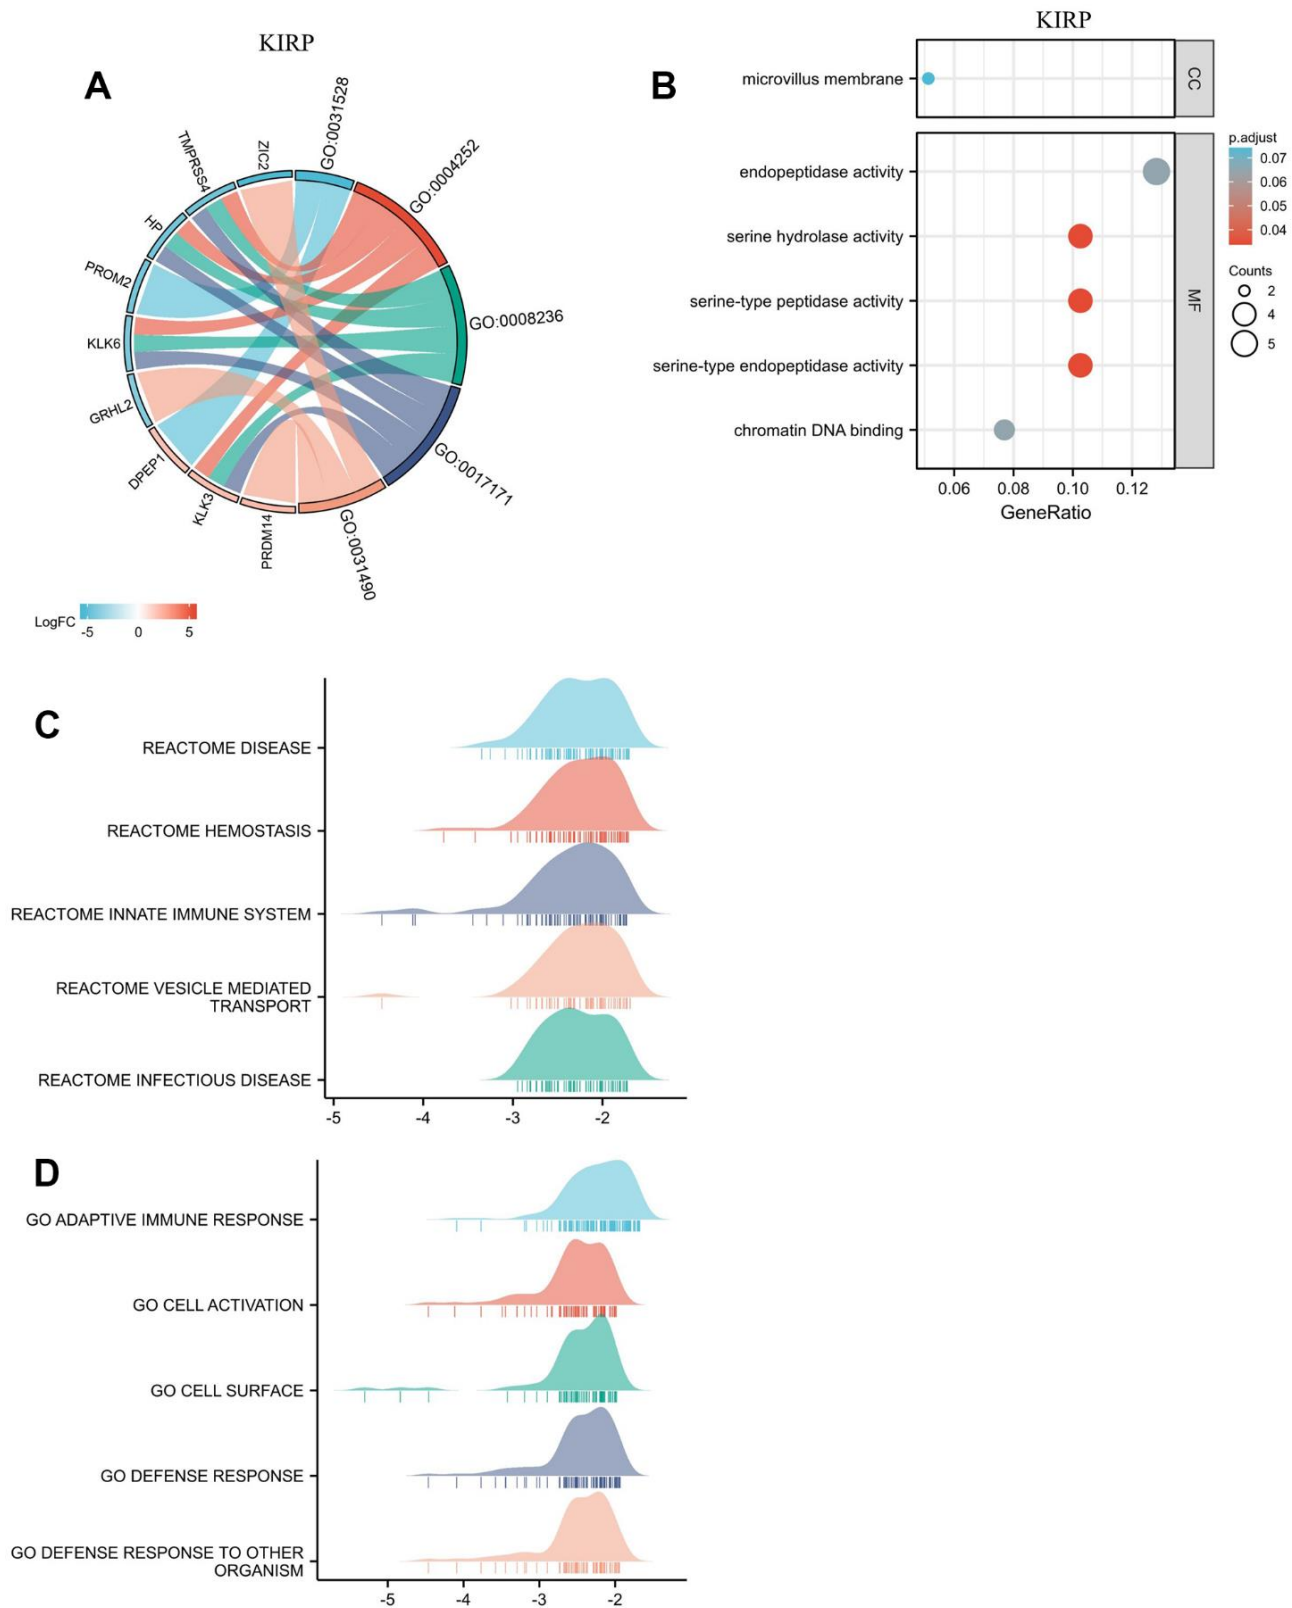 KIRP
A
ZIC2
GO:0031528
TMPRSS4
GO:0004252
HP
PROM2
GO:0008236
KLK6
GRHL2
GO:0017171
DPEP1
KLK3
PRDM14
GO:0031490
LogFC
-5 0 5
KIRP
B
microvillus membrane
CC
endopeptidase activity
serine hydrolase activity
serine-type peptidase activity
serine-type endopeptidase activity
chromatin DNA binding
MF
0.06 0.08 0.10 0.12
GeneRatio
p.adjust
0.07
0.06
0.05
0.04
Counts
2
4
5
C
REACTOME DISEASE
REACTOME HEMOSTASIS
REACTOME INNATE IMMUNE SYSTEM
REACTOME VESICLE MEDIATED
TRANSPORT
REACTOME INFECTIOUS DISEASE
-5 -4 -3 -2
D
GO ADAPTIVE IMMUNE RESPONSE
GO CELL ACTIVATION
GO CELL SURFACE
GO DEFENSE RESPONSE
GO DEFENSE RESPONSE TO OTHER
ORGANISM
-5 -4 -3 -2